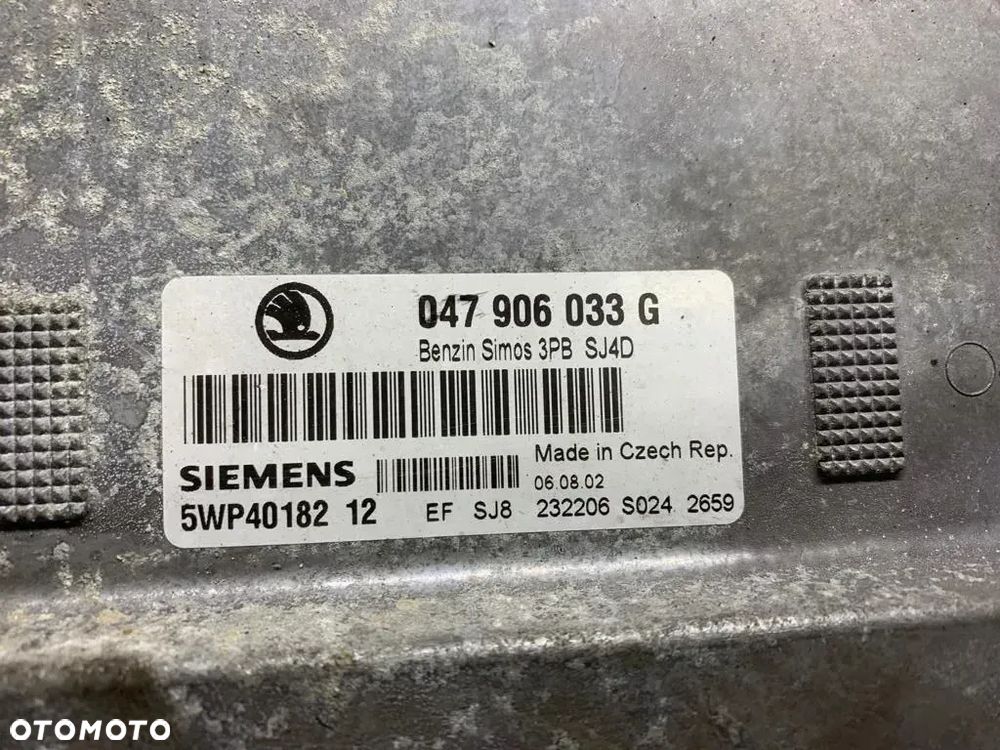 047 906 033 G
Benzin Simos 3PB SJ4D
Made in Czech Rep.
SIEMENS
06.08.02
5WP40182 12 EF SJ8 232206 S024 2659
OTOMOTO